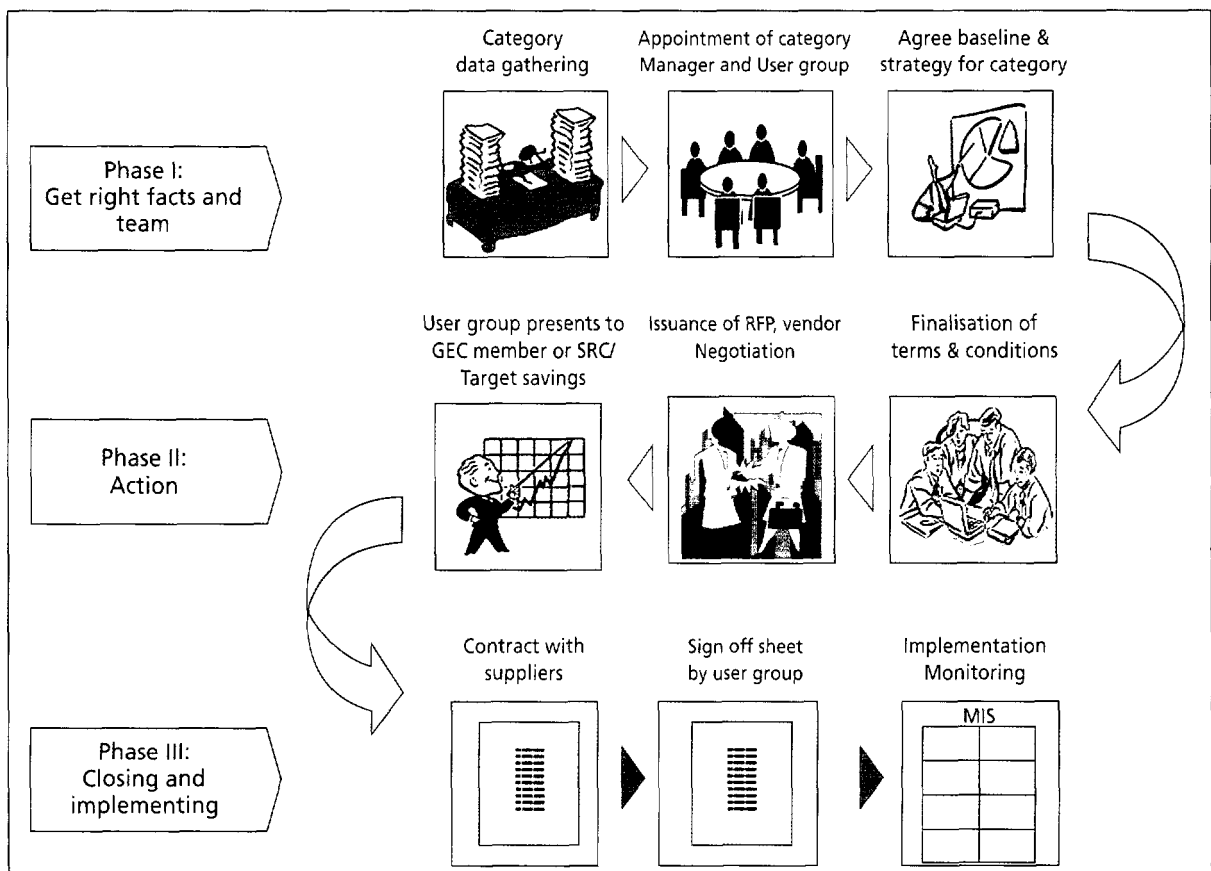 Category
data gathering
Appointment of category
Manager and User group
Agree baseline &
strategy for category
Phase I:
Get right facts and
team
User group presents to
GEC member or SRC/
Target savings
Issuance of RFP, vendor
Negotiation
Finalisation of
terms & conditions
Phase II:
Action
Contract with
suppliers
Sign off sheet
by user group
Implementation
Monitoring
MIS
Phase III:
Closing and
implementing